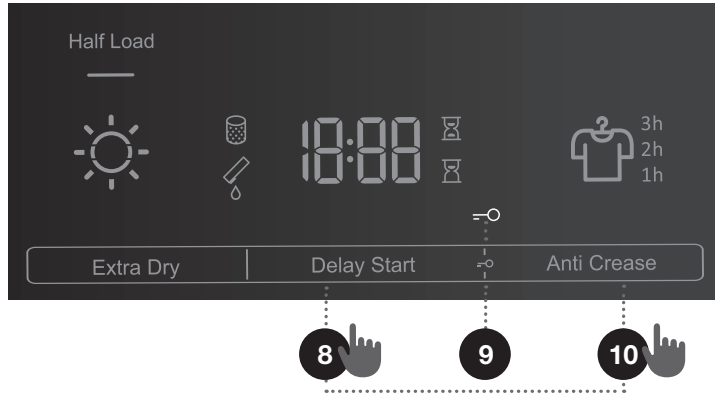 Half Load
18:88
3h
2h
1h
Extra Dry
Delay Start
Anti Crease
8
9
10